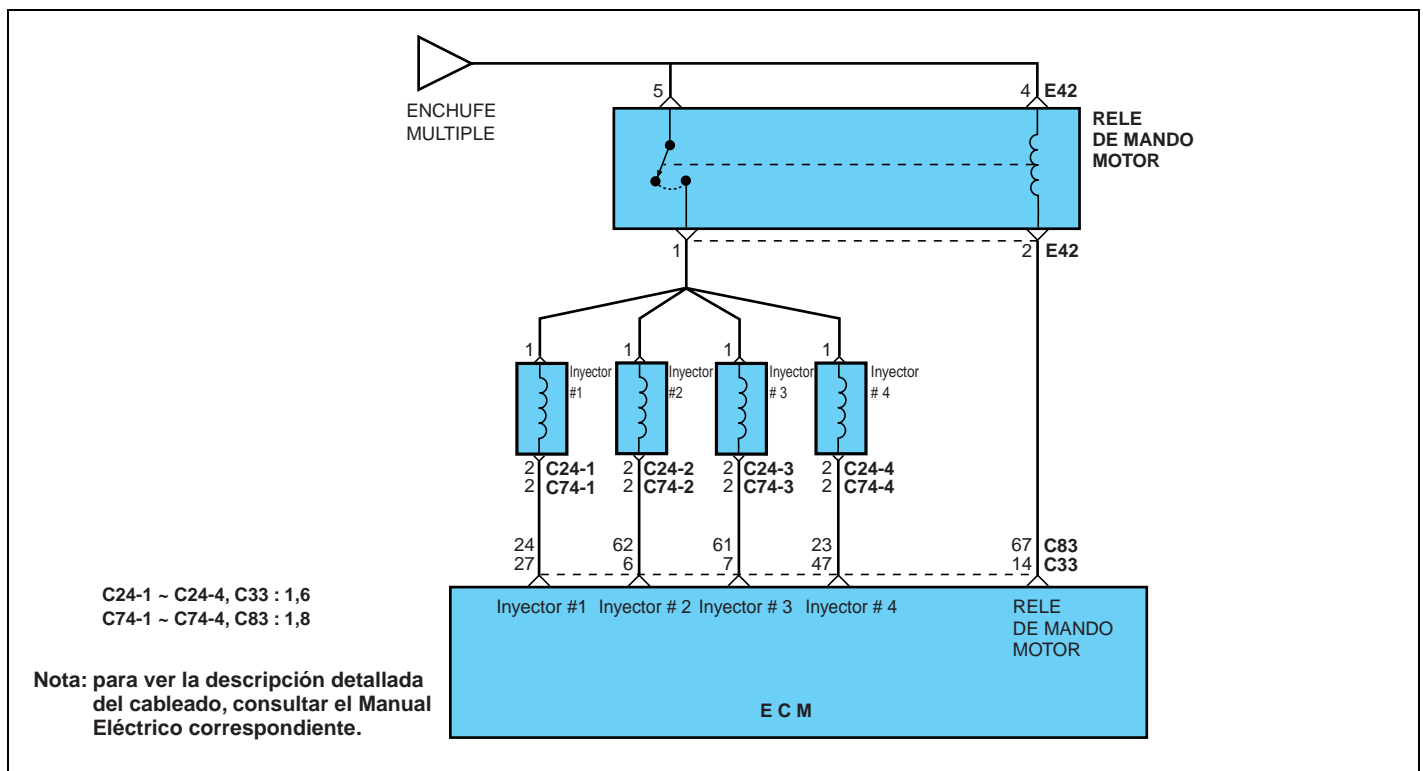 ENCHUFE
MULTIPLE
5
4 E42
RELE
DE MANDO
MOTOR
1
2 E42
1
1
1
1
Inyector
#1
Inyector
#2
Inyector
# 3
Inyector
# 4
2 C24-1
2 C74-1
2 C24-2
2 C74-2
2 C24-3
2 C74-3
2 C24-4
2 C74-4
24
27
62
6
61
7
23
47
67 C83
14 C33
C24-1 ~ C24-4, C33 : 1,6
C74-1 ~ C74-4, C83 : 1,8
Inyector #1
Inyector # 2
Inyector # 3
Inyector # 4
RELE
DE MANDO
MOTOR
E C M
Nota: para ver la descripción detallada
del cableado, consultar el Manual
Eléctrico correspondiente.